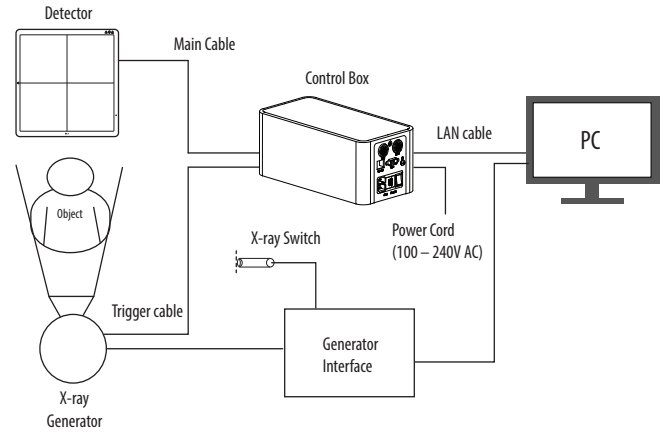 Detector
Main Cable
Control Box
LAN cable
PC
Object
X-ray Switch
Power Cord
(100 – 240V AC)
Trigger cable
Generator
Interface
X-ray
Generator